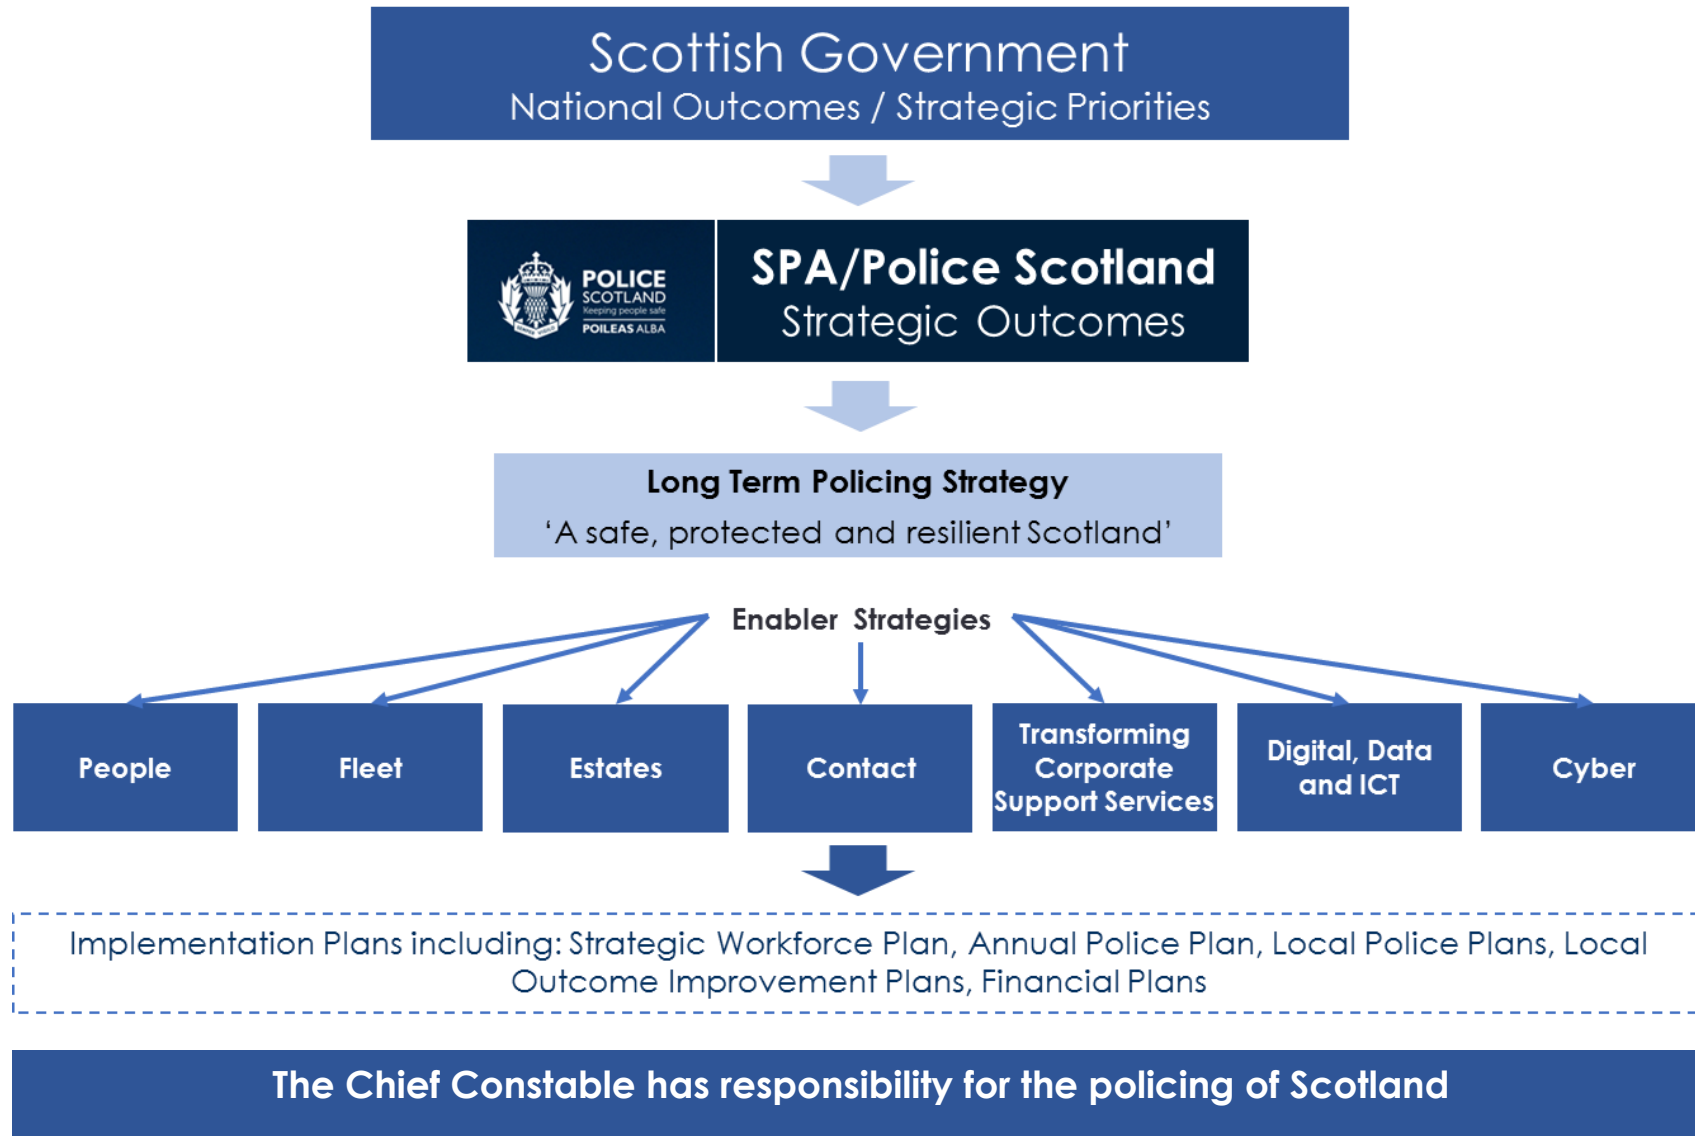 Scottish Government
National Outcomes / Strategic Priorities
POLICE
SCOTLAND
Keeping people safe
POILEAS ALBA
SPA/Police Scotland
Strategic Outcomes
Long Term Policing Strategy
‘A safe, protected and resilient Scotland’
Enabler Strategies
People
Fleet
Estates
Contact
Transforming
Corporate
Support Services
Digital, Data
and ICT
Cyber
Implementation Plans including: Strategic Workforce Plan, Annual Police Plan, Local Police Plans, Local
Outcome Improvement Plans, Financial Plans
The Chief Constable has responsibility for the policing of Scotland